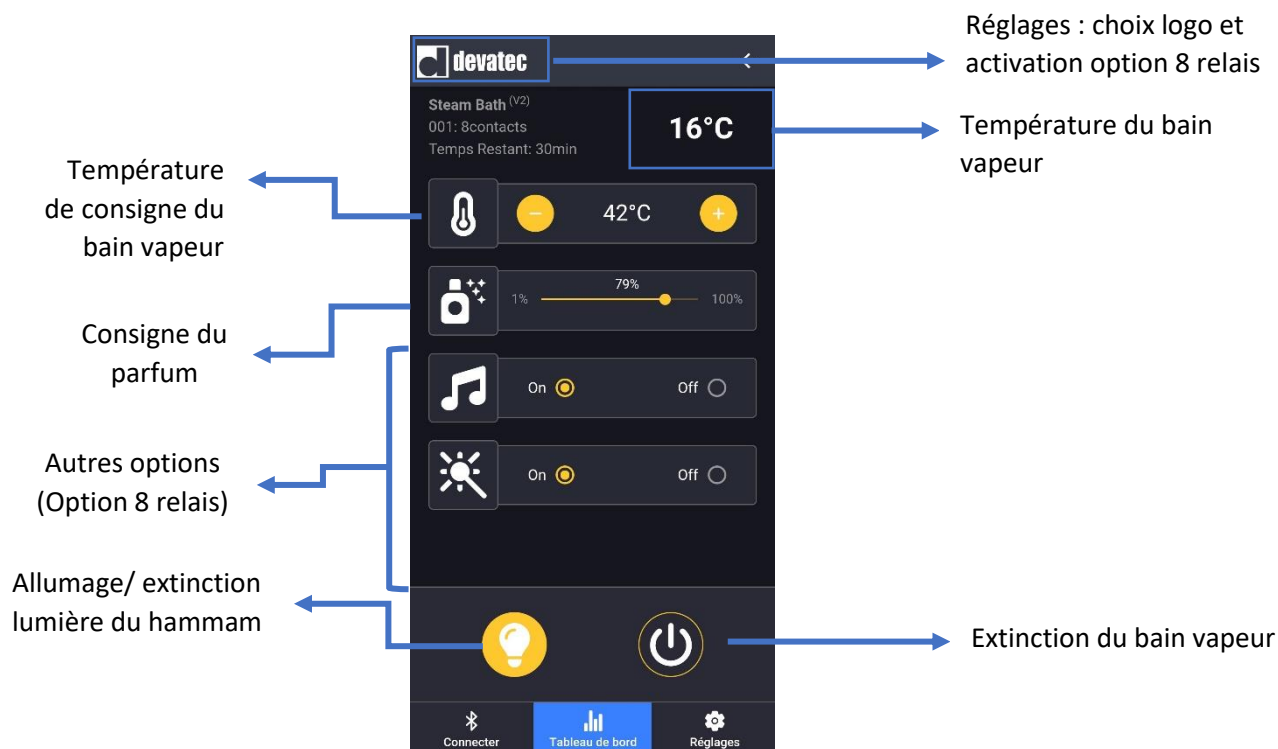 Réglages : choix logo et
activation option 8 relais
devatec
Steam Bath (V2)
001: 8contacts
Temps Restant: 30min
16°C
Température du bain
vapeur
Température
de consigne du
bain vapeur
42°C
79%
1%
100%
Consigne du
parfum
On
Off
Autres options
(Option 8 relais)
On
Off
Allumage/ extinction
lumière du hammam
Extinction du bain vapeur
Connecter
Tableau de bord
Réglages